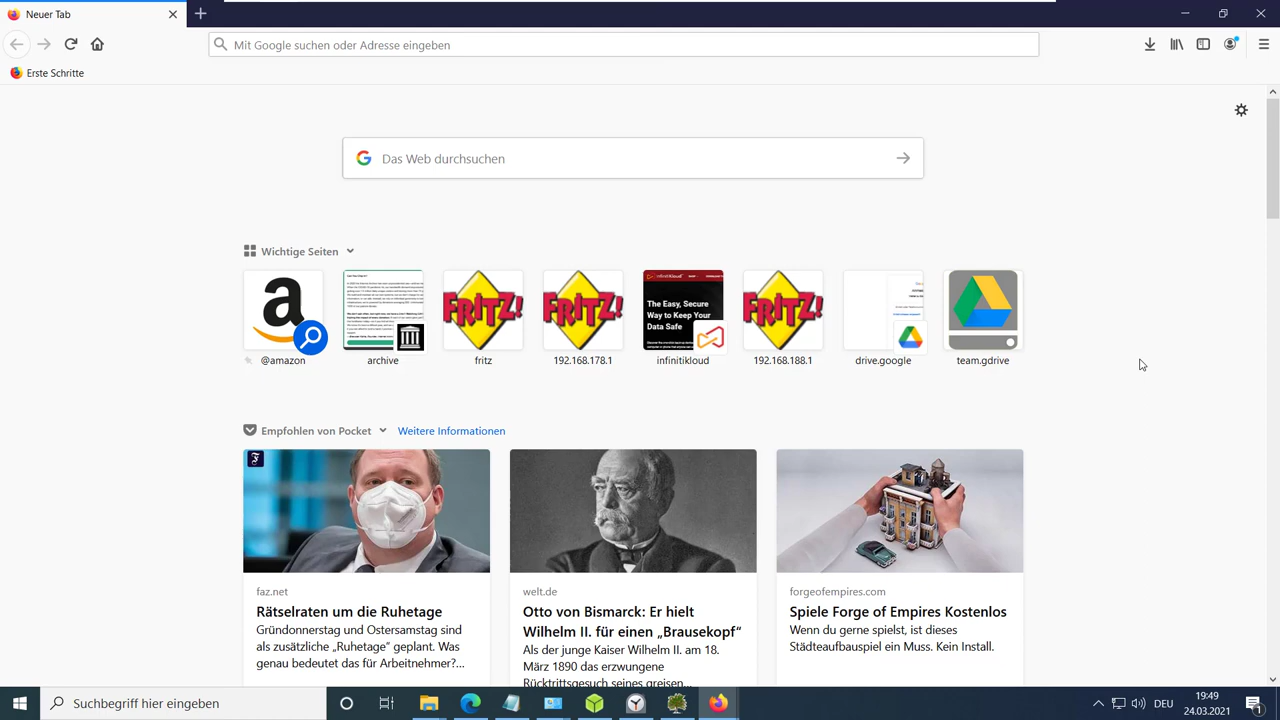 Neuer Tab
Mit Google suchen oder Adresse eingeben
Erste Schritte
Das Web durchsuchen
Wichtige Seiten
a
FRITZ!
FRITZ!
infinitikloud
The Easy, Secure
Way to Keep Your
Data Safe
FRITZ!
@amazon
archive
fritz
192.168.178.1
infinitikloud
192.168.188.1
drive.google
team.gdrive
Empfohlen von Pocket
Weitere Informationen
faz.net
Rätselraten um die Ruhetage
Gründonnerstag und Ostersamstag sind
als zusätzliche „Ruhetage“ geplant. Was
genau bedeutet das für Arbeitnehmer?...
welt.de
Otto von Bismarck: Er hielt
Wilhelm II. für einen „Brausekopf“
Als der junge Kaiser Wilhelm II. am 18.
März 1890 das erzwungene
Rücktrittsgesuch seines greisen...
forgeofempires.com
Spiele Forge of Empires Kostenlos
Wenn du gerne spielst, ist dieses
Städteaufbauspiel ein Muss. Kein Install.
Suchbegriff hier eingeben
DEU
19:49
24.03.2021
1